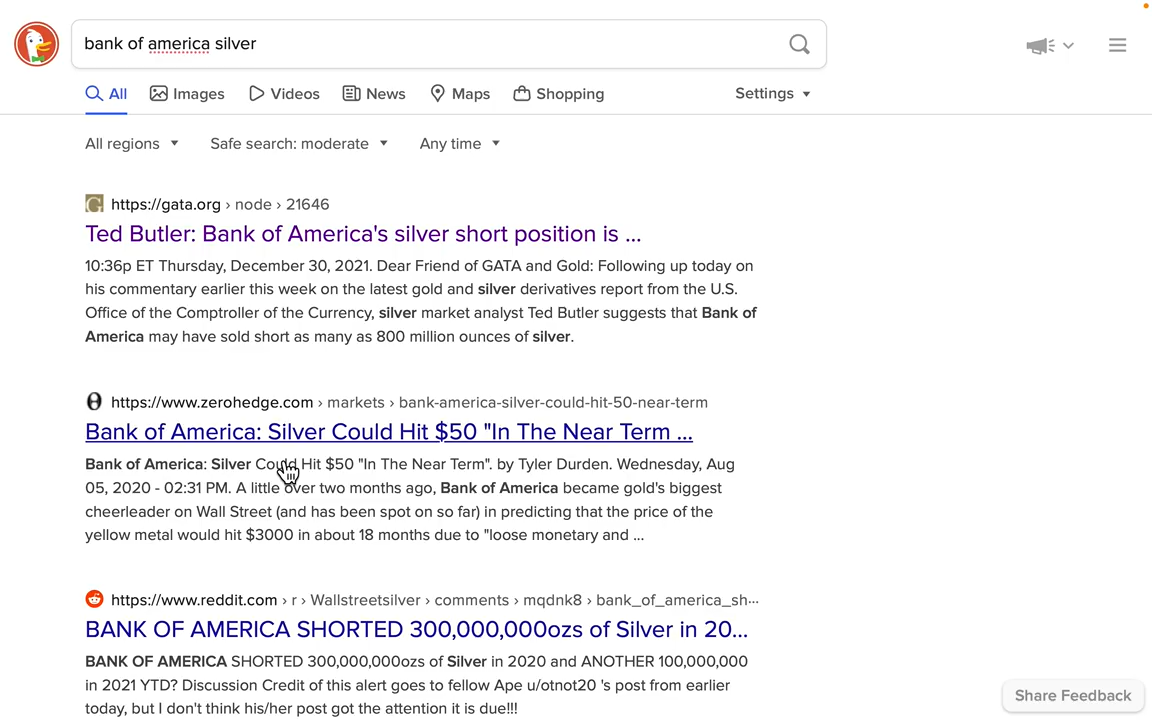 bank of america silver
All Images Videos News Maps Shopping Settings
All regions Safe search: moderate Any time
https://gata.org › node › 21646
Ted Butler: Bank of America's silver short position is ...
10:36p ET Thursday, December 30, 2021. Dear Friend of GATA and Gold: Following up today on
his commentary earlier this week on the latest gold and silver derivatives report from the U.S.
Office of the Comptroller of the Currency, silver market analyst Ted Butler suggests that Bank of
America may have sold short as many as 800 million ounces of silver.
https://www.zerohedge.com › markets › bank-america-silver-could-hit-50-near-term
Bank of America: Silver Could Hit $50 "In The Near Term ...
Bank of America: Silver Could Hit $50 "In The Near Term". by Tyler Durden. Wednesday, Aug
05, 2020 - 02:31 PM. A little over two months ago, Bank of America became gold's biggest
cheerleader on Wall Street (and has been spot on so far) in predicting that the price of the
yellow metal would hit $3000 in about 18 months due to "loose monetary and ...
https://www.reddit.com › r › Wallstreetsilver › comments › mqdnk8 › bank_of_america_sh···
BANK OF AMERICA SHORTED 300,000,000ozs of Silver in 20...
BANK OF AMERICA SHORTED 300,000,000ozs of Silver in 2020 and ANOTHER 100,000,000
in 2021 YTD? Discussion Credit of this alert goes to fellow Ape u/otnot20 's post from earlier
today, but I don't think his/her post got the attention it is due!!!
Share Feedback